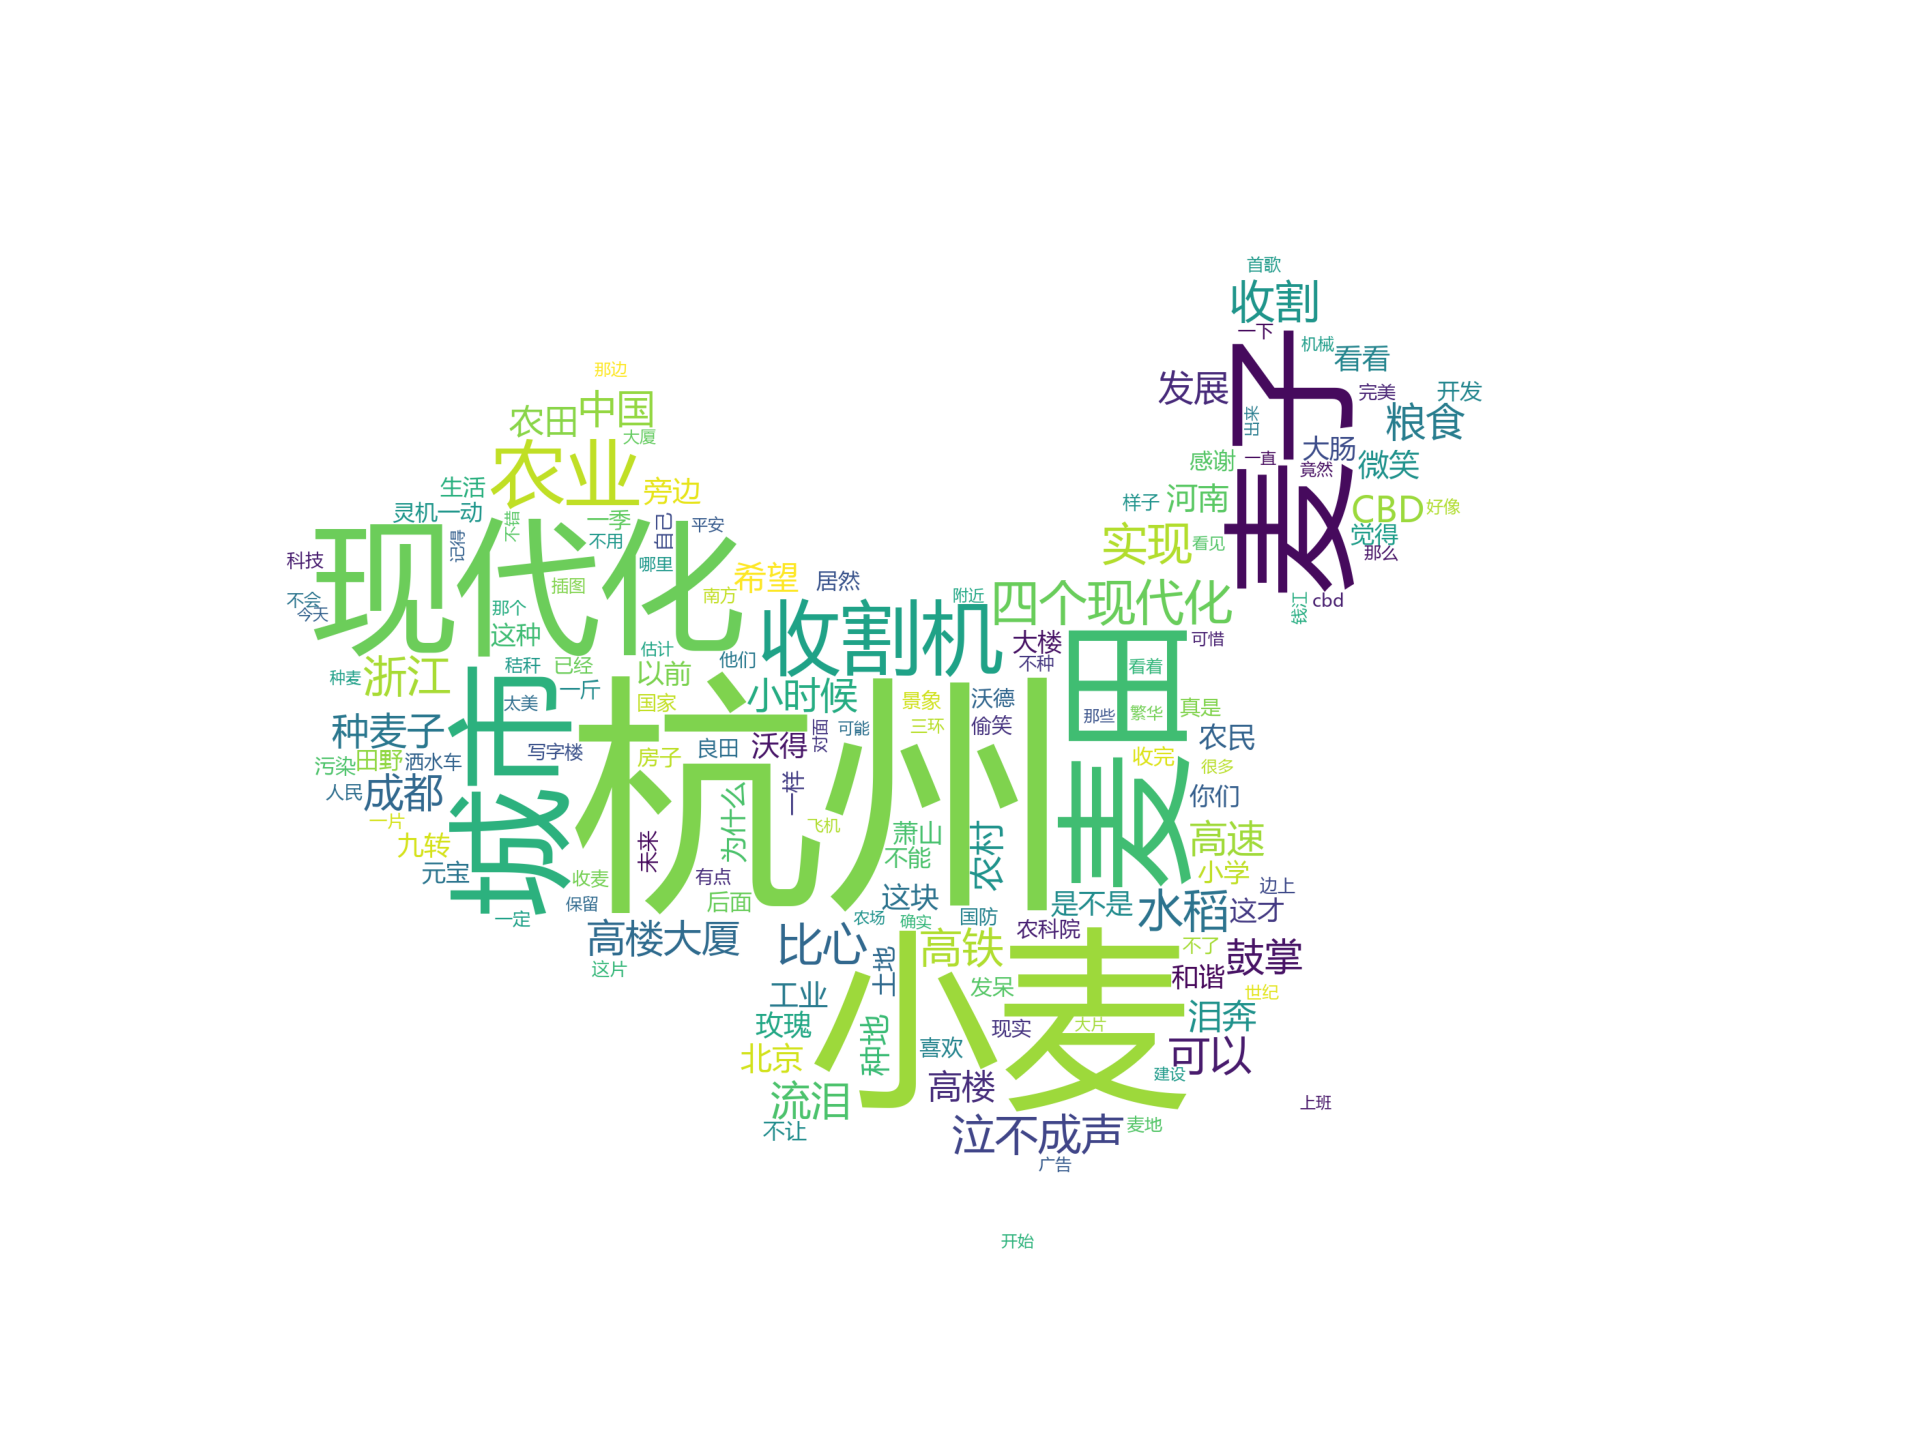 首歌
收割
一下
机械
看看
麦子
发展
完美
开发
出来
粮食
大肠
感谢
一直
竟然
微笑
样子
河南
CBD
好像
实现
看见
觉得
那么
钱江
cbd
那边
中国
农田
大厦
农业
旁边
生活
灵机一动
不错
一季
自己
平安
记得
不用
现代化
科技
哪里
插图
希望
居然
南方
附近
四个现代化
不会
今天
那个
这种
收割机
大楼
可惜
估计
他们
不种
种麦
浙江
秸秆
已经
以前
小时候
看着
麦田
城市
太美
一斤
国家
景象
沃德
那些
繁华
真是
种麦子
杭州
三环
偷笑
可能
对面
沃得
良田
农民
写字楼
房子
收完
很多
污染
田野
洒水车
人民
成都
一样
为什么
你们
一片
飞机
萧山
高速
九转
未来
不能
农村
元宝
收麦
有点
小学
保留
后面
这块
是不是
水稻
边上
这才
一定
农场
确实
国防
农科院
高楼大厦
比心
高铁
不了
鼓掌
这片
土地
小麦
和谐
工业
发呆
世纪
玫瑰
种地
现实
大片
泪奔
北京
喜欢
可以
流泪
高楼
建设
上班
不让
泣不成声
麦地
广告
开始